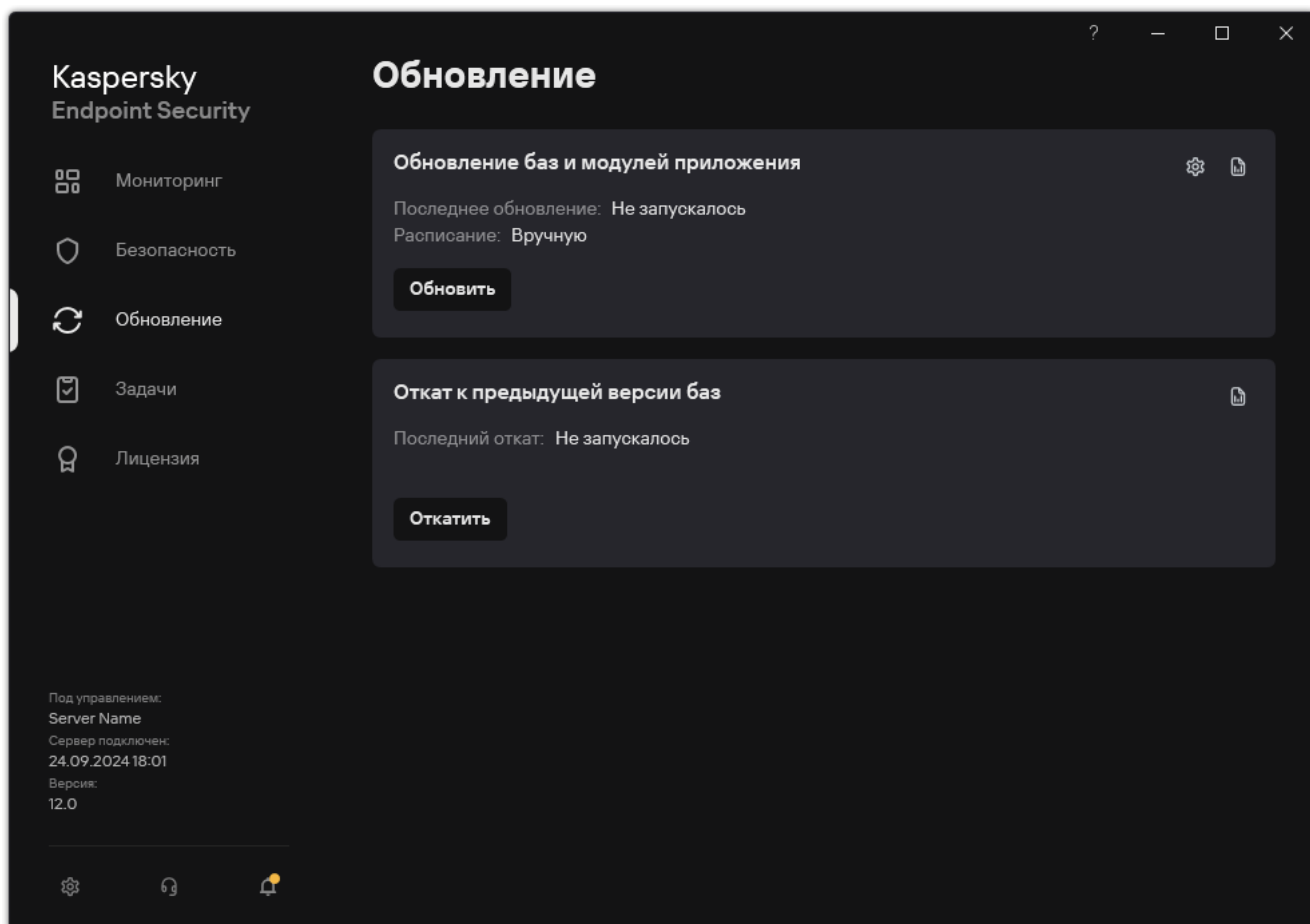 ?
Kaspersky
Endpoint Security
Мониторинг
Безопасность
Обновление
Задачи
Лицензия
Под управлением:
Server Name
Сервер подключен:
24.09.2024 18:01
Версия:
12.0
Обновление
Обновление баз и модулей приложения
Последнее обновление: Не запускалось
Расписание: Вручную
Обновить
Откат к предыдущей версии баз
Последний откат: Не запускалось
Откатить